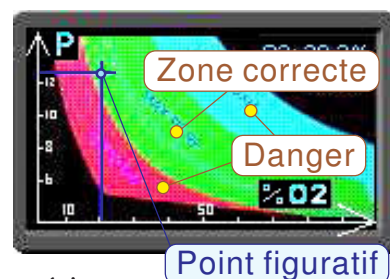 P
Zone correcte
-12
-10
-8
-6
Danger
%O2
10
50
Point figuratif